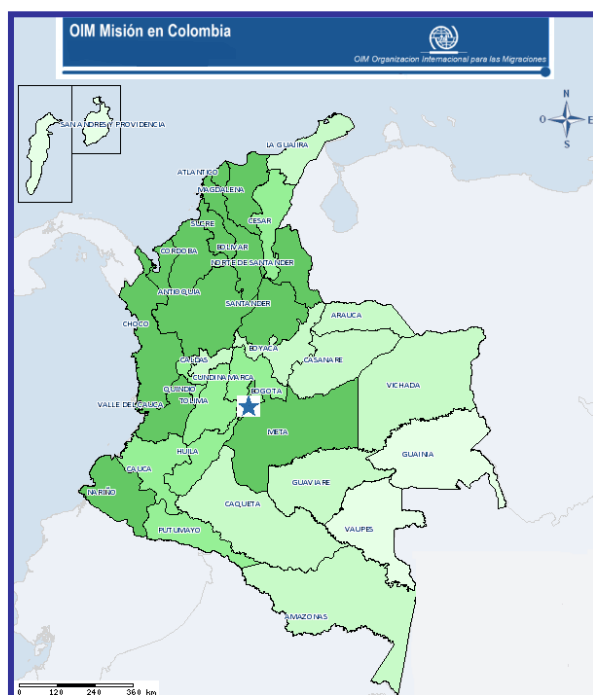 OIM Misión en Colombia
OIM Organizacion Internacional para las Migraciones
N
O
E
S
SAN ANDRES Y PROVIDENCIA
LA GUAJIRA
ATLANTICO
MAGDALENA
CESAR
SUCRE
BOLIVAR
CORDOBA
NORTE DE SANTANDER
ANTIOQUIA
SANTANDER
ARAUCA
CHOCO
BOYACA
CALDAS
CASANARE
CUNDINAMARCA
VICHADA
QUINDIO
BOGOTA
TOLIMA
VALLE DEL CAUCA
META
HUILA
GUAINIA
CAUCA
GUAVIARE
NARIÑO
CAQUETA
PUTUMAYO
VAUPES
AMAZONAS
0 120 240 360 km